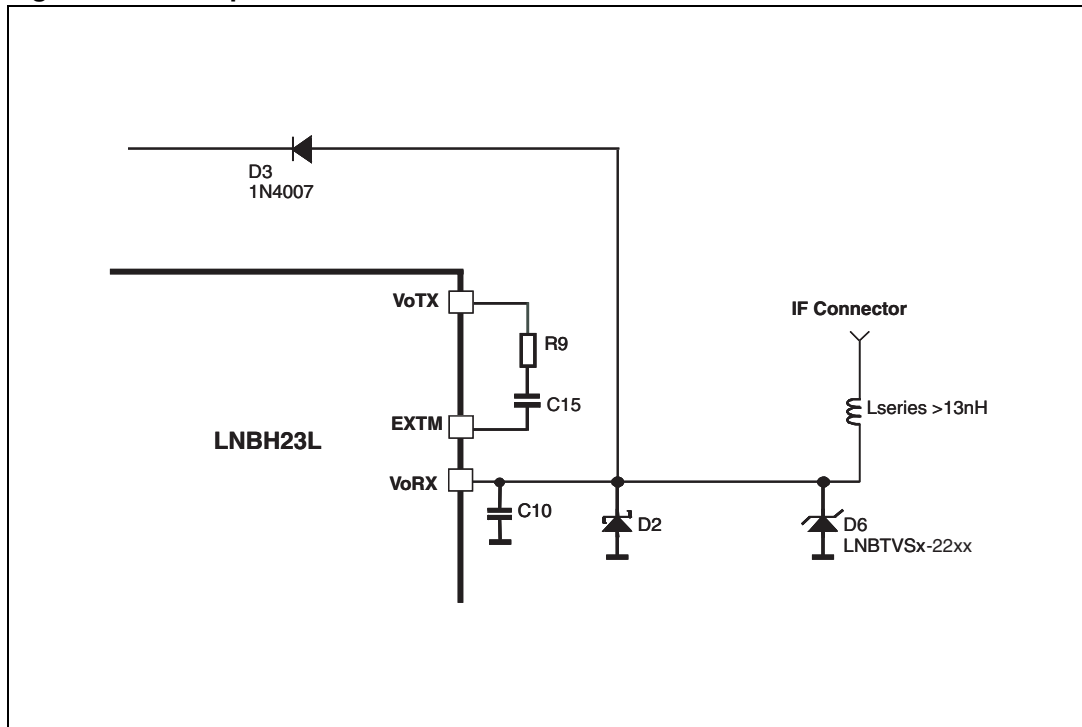 D3
1N4007
VoTX
R9
C15
EXTM
LNBH23L
VoRX
C10
D2
IF Connector
Lseries >13nH
D6
LNBTVSx-22xx